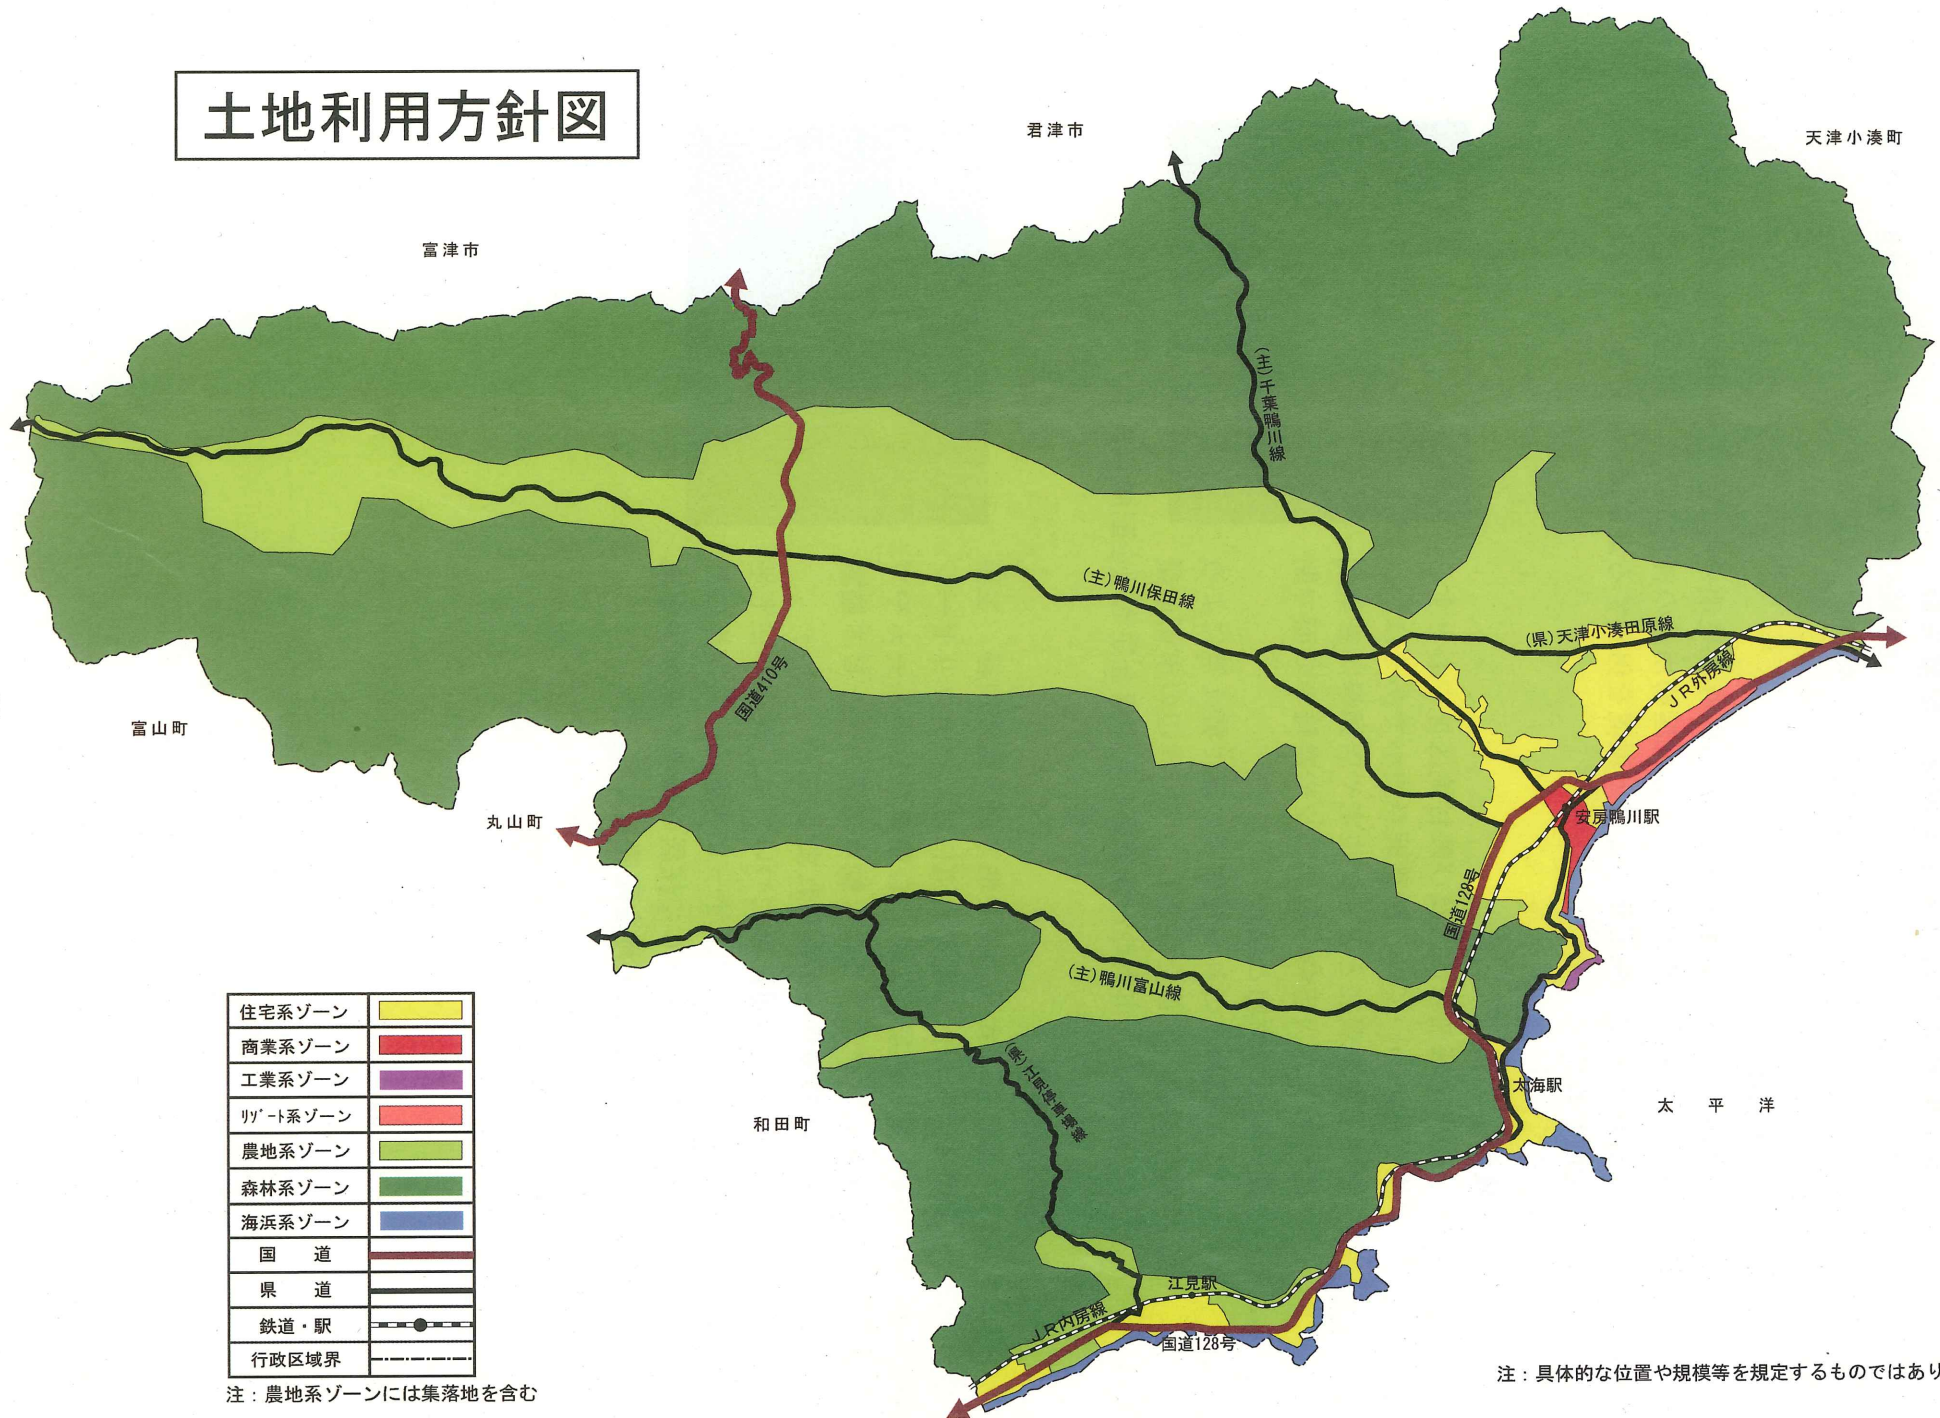 土地利用方針図
君津市
天津小湊町
富津市
(主)千葉鴨川線
(主)鴨川保田線
(県)天津小湊田原線
JR外房線
国道410号
富山町
丸山町
安房鴨川駅
国道128号
(主)鴨川富山線
(県)江見停車場線
太海駅
太平洋
和田町
江見駅
JR内房線
国道128号
住宅系ゾーン
商業系ゾーン
工業系ゾーン
リゾート系ゾーン
農地系ゾーン
森林系ゾーン
海浜系ゾーン
国道
県道
鉄道・駅
行政区域界
注：農地系ゾーンには集落地を含む
注：具体的な位置や規模等を規定するものではあり